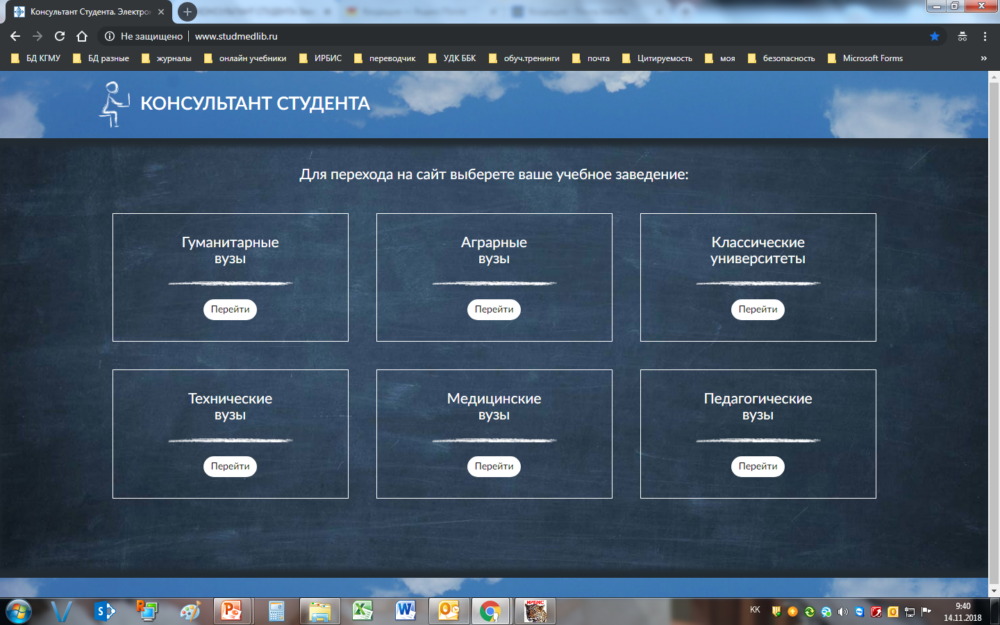 Консультант Студента. Электрон
Не защищено
www.studmedlib.ru
БД КГМУ
БД разные
журналы
онлайн учебники
ИРБИС
переводчик
УДК ББК
обуч.тренинги
почта
Цитируемость
моя
безопасность
Microsoft Forms
КОНСУЛЬТАНТ СТУДЕНТА
Для перехода на сайт выберете ваше учебное заведение:
Гуманитарные
вузы
Перейти
Аграрные
вузы
Перейти
Классические
университеты
Перейти
Технические
вузы
Перейти
Медицинские
вузы
Перейти
Педагогические
вузы
Перейти
KK
9:40
14.11.2018